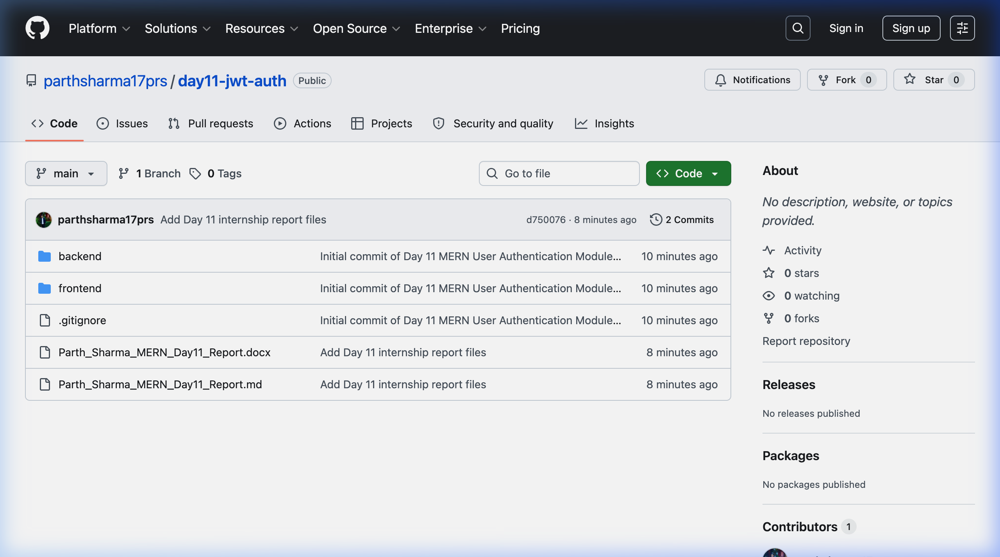 Platform Solutions Resources Open Source Enterprise Pricing Sign in Sign up
parthsharma17prs / day11-jwt-auth Public Notifications Fork 0 Star 0
Code Issues Pull requests Actions Projects Security and quality Insights
main 1 Branch 0 Tags Go to file Code
parthsharma17prs Add Day 11 internship report files d750076 · 8 minutes ago 2 Commits
backend Initial commit of Day 11 MERN User Authentication Module... 10 minutes ago
frontend Initial commit of Day 11 MERN User Authentication Module... 10 minutes ago
.gitignore Initial commit of Day 11 MERN User Authentication Module... 10 minutes ago
Parth_Sharma_MERN_Day11_Report.docx Add Day 11 internship report files 8 minutes ago
Parth_Sharma_MERN_Day11_Report.md Add Day 11 internship report files 8 minutes ago
About
No description, website, or topics
provided.
Activity
0 stars
0 watching
0 forks
Report repository
Releases
No releases published
Packages
No packages published
Contributors 1